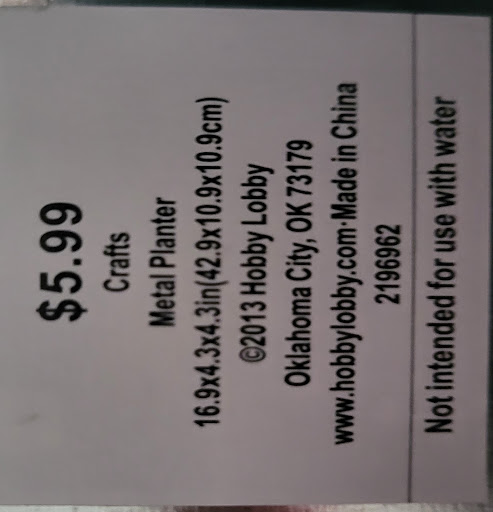 $5.99
Crafts
Metal Planter
16.9x4.3x4.3in(42.9x10.9x10.9cm)
©2013 Hobby Lobby
Oklahoma City, OK 73179
www.hobbylobby.com·Made in China
2196962
Not intended for use with water